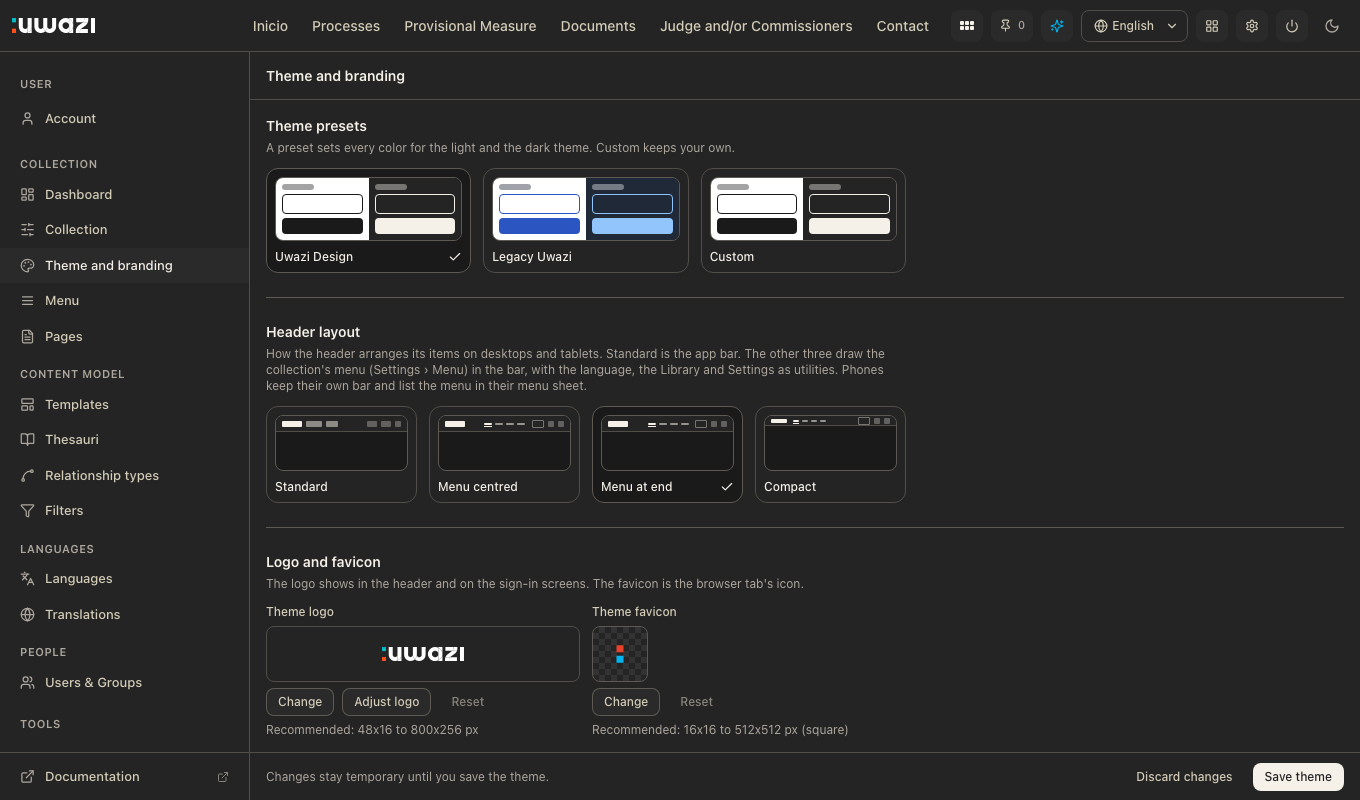 :uwazi
Inicio
Processes
Provisional Measure
Documents
Judge and/or Commissioners
Contact
0
English
USER
Account
COLLECTION
Dashboard
Collection
Theme and branding
Menu
Pages
CONTENT MODEL
Templates
Thesauri
Relationship types
Filters
LANGUAGES
Languages
Translations
PEOPLE
Users & Groups
TOOLS
Documentation
Theme and branding
Theme presets
A preset sets every color for the light and the dark theme. Custom keeps your own.
Uwazi Design
Legacy Uwazi
Custom
Header layout
How the header arranges its items on desktops and tablets. Standard is the app bar. The other three draw the
collection's menu (Settings › Menu) in the bar, with the language, the Library and Settings as utilities. Phones
keep their own bar and list the menu in their menu sheet.
Standard
Menu centred
Menu at end
Compact
Logo and favicon
The logo shows in the header and on the sign-in screens. The favicon is the browser tab's icon.
Theme logo
Theme favicon
:uwazi
Change
Adjust logo
Reset
Change
Reset
Recommended: 48x16 to 800x256 px
Recommended: 16x16 to 512x512 px (square)
Changes stay temporary until you save the theme.
Discard changes
Save theme